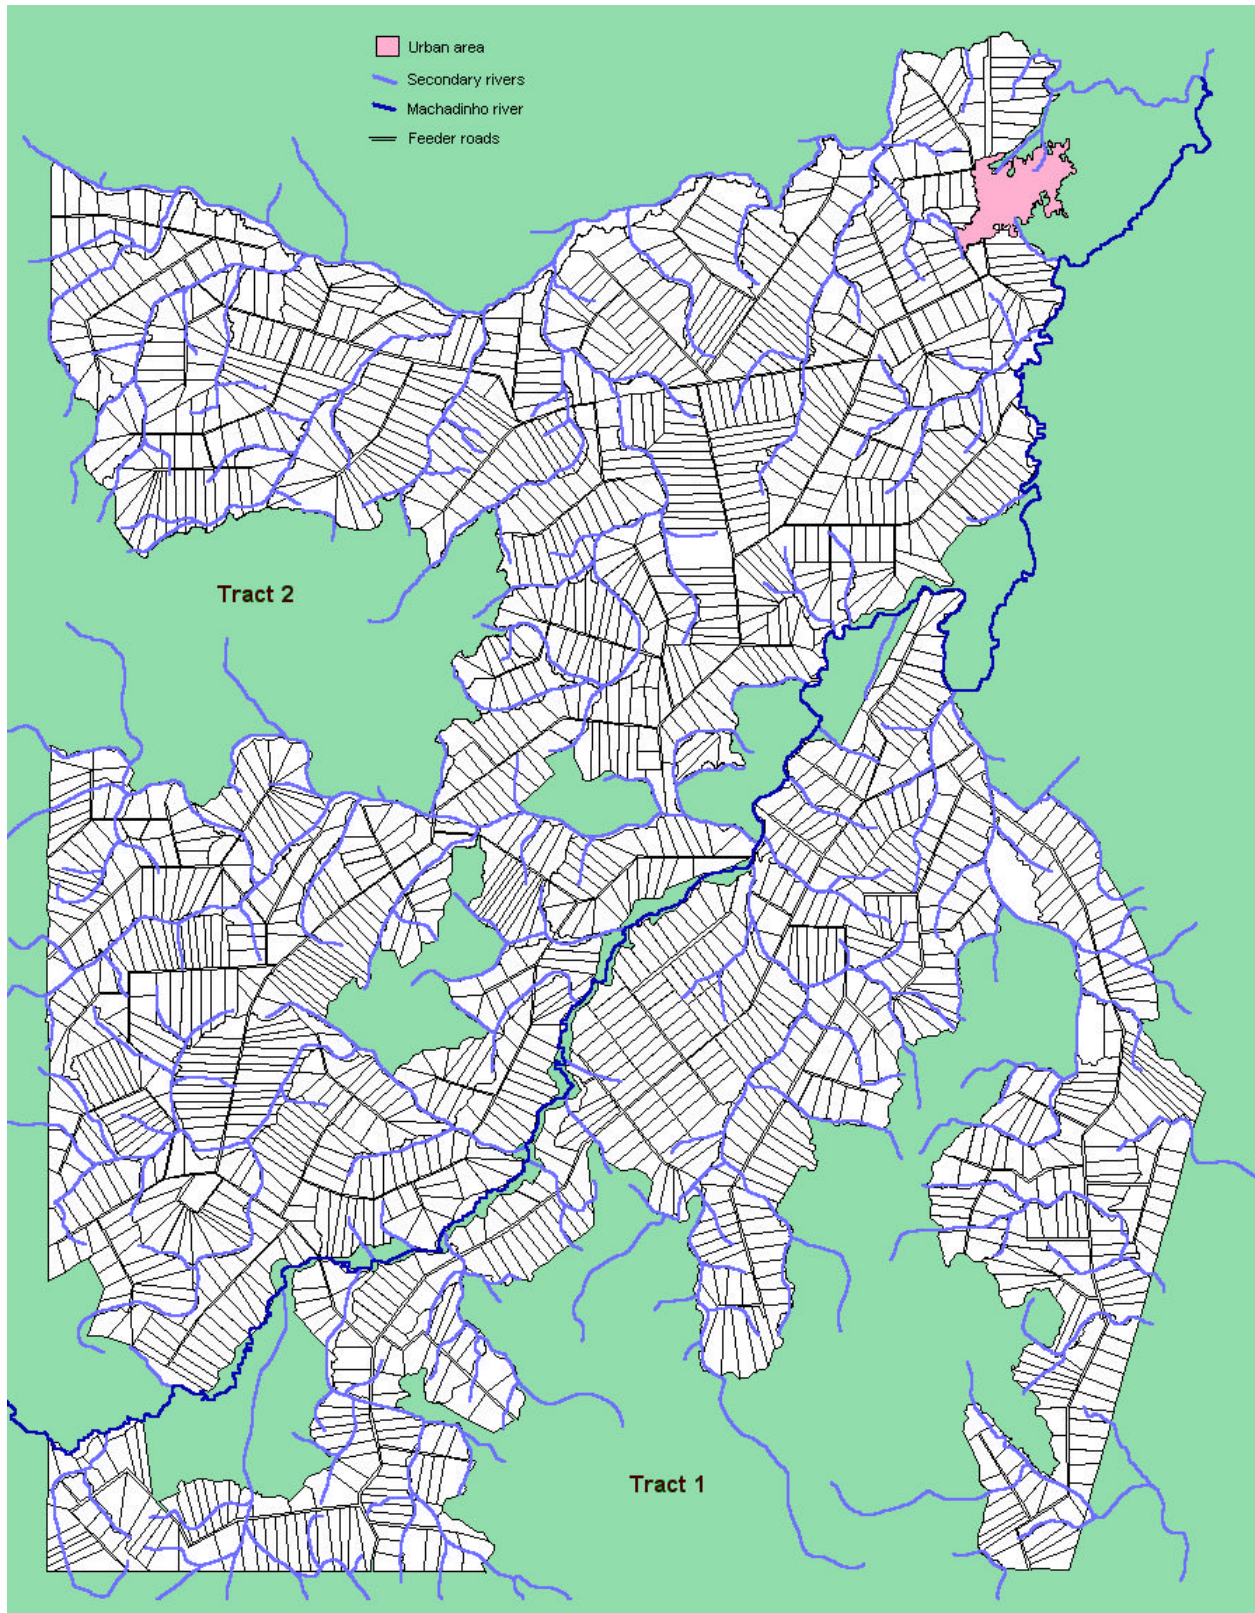 Urban area
Secondary rivers
Machadinho river
Feeder roads
Tract 2
Tract 1